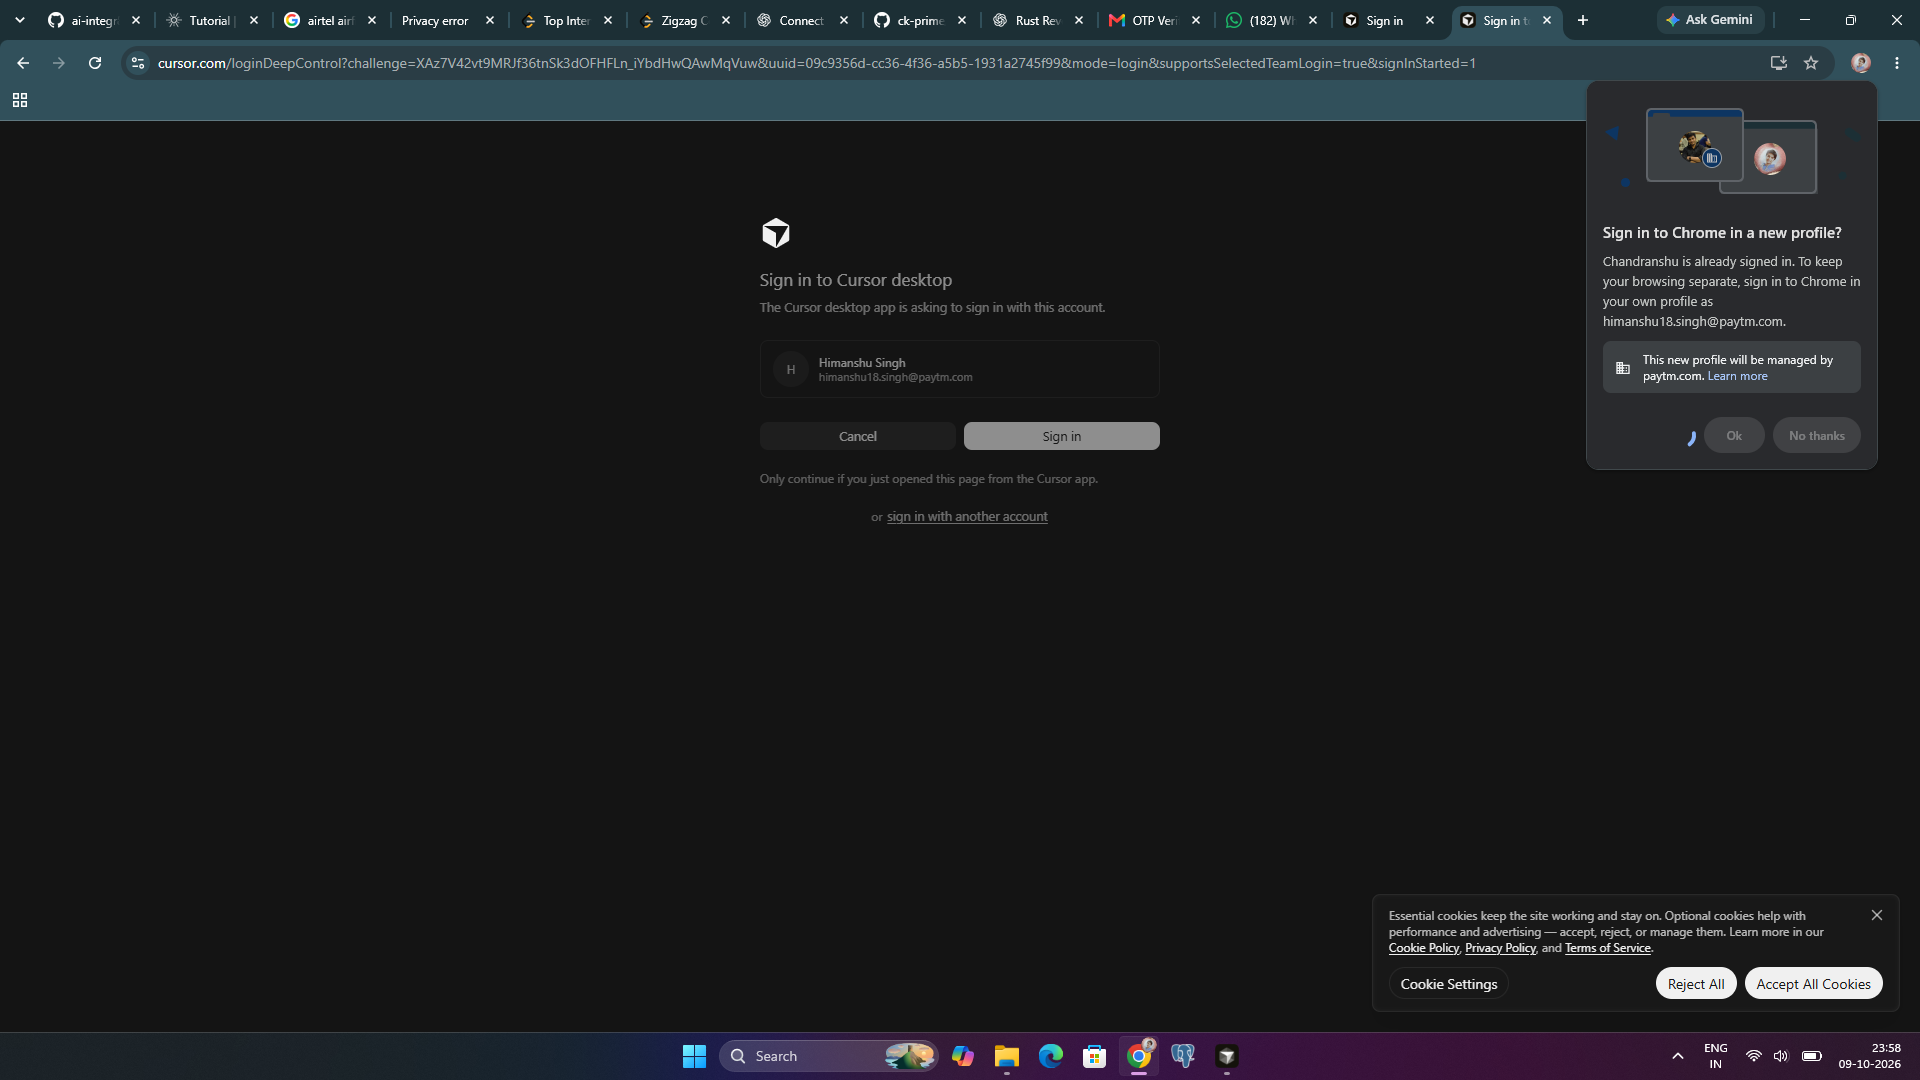 ai-integr
Tutorial
airtel airf
Privacy error
Top Inter
Zigzag C
Connect
ck-prime
Rust Rev
OTP Veri
(182) Wh
Sign in
Sign in to
Ask Gemini
cursor.com/loginDeepControl?challenge=XAz7V42vt9MRJf36tnSk3dOFHFLn_iYbdHwQAwMqVuw&uuid=09c9356d-cc36-4f36-a5b5-1931a2745f99&mode=login&supportsSelectedTeamLogin=true&signInStarted=1
Sign in to Chrome in a new profile?
Chandranshu is already signed in. To keep
your browsing separate, sign in to Chrome in
your own profile as
himanshu18.singh@paytm.com.
This new profile will be managed by
paytm.com. Learn more
Ok
No thanks
Sign in to Cursor desktop
The Cursor desktop app is asking to sign in with this account.
H
Himanshu Singh
himanshu18.singh@paytm.com
Cancel
Sign in
Only continue if you just opened this page from the Cursor app.
or sign in with another account
Essential cookies keep the site working and stay on. Optional cookies help with
performance and advertising — accept, reject, or manage them. Learn more in our
Cookie Policy, Privacy Policy, and Terms of Service.
Cookie Settings
Reject All
Accept All Cookies
Search
ENG
IN
23:58
09-10-2026